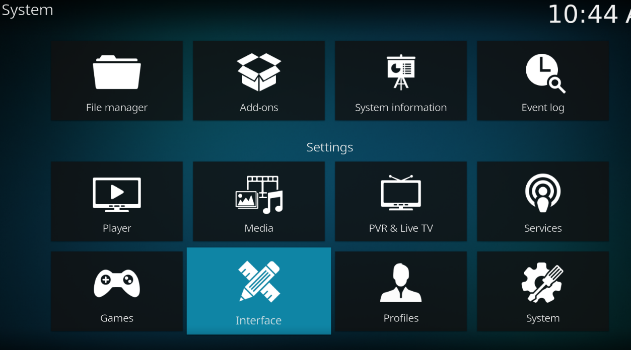 System
10:44 A
File manager
Add-ons
System information
Event log
Settings
Player
Media
PVR & Live TV
Services
Games
Interface
Profiles
System